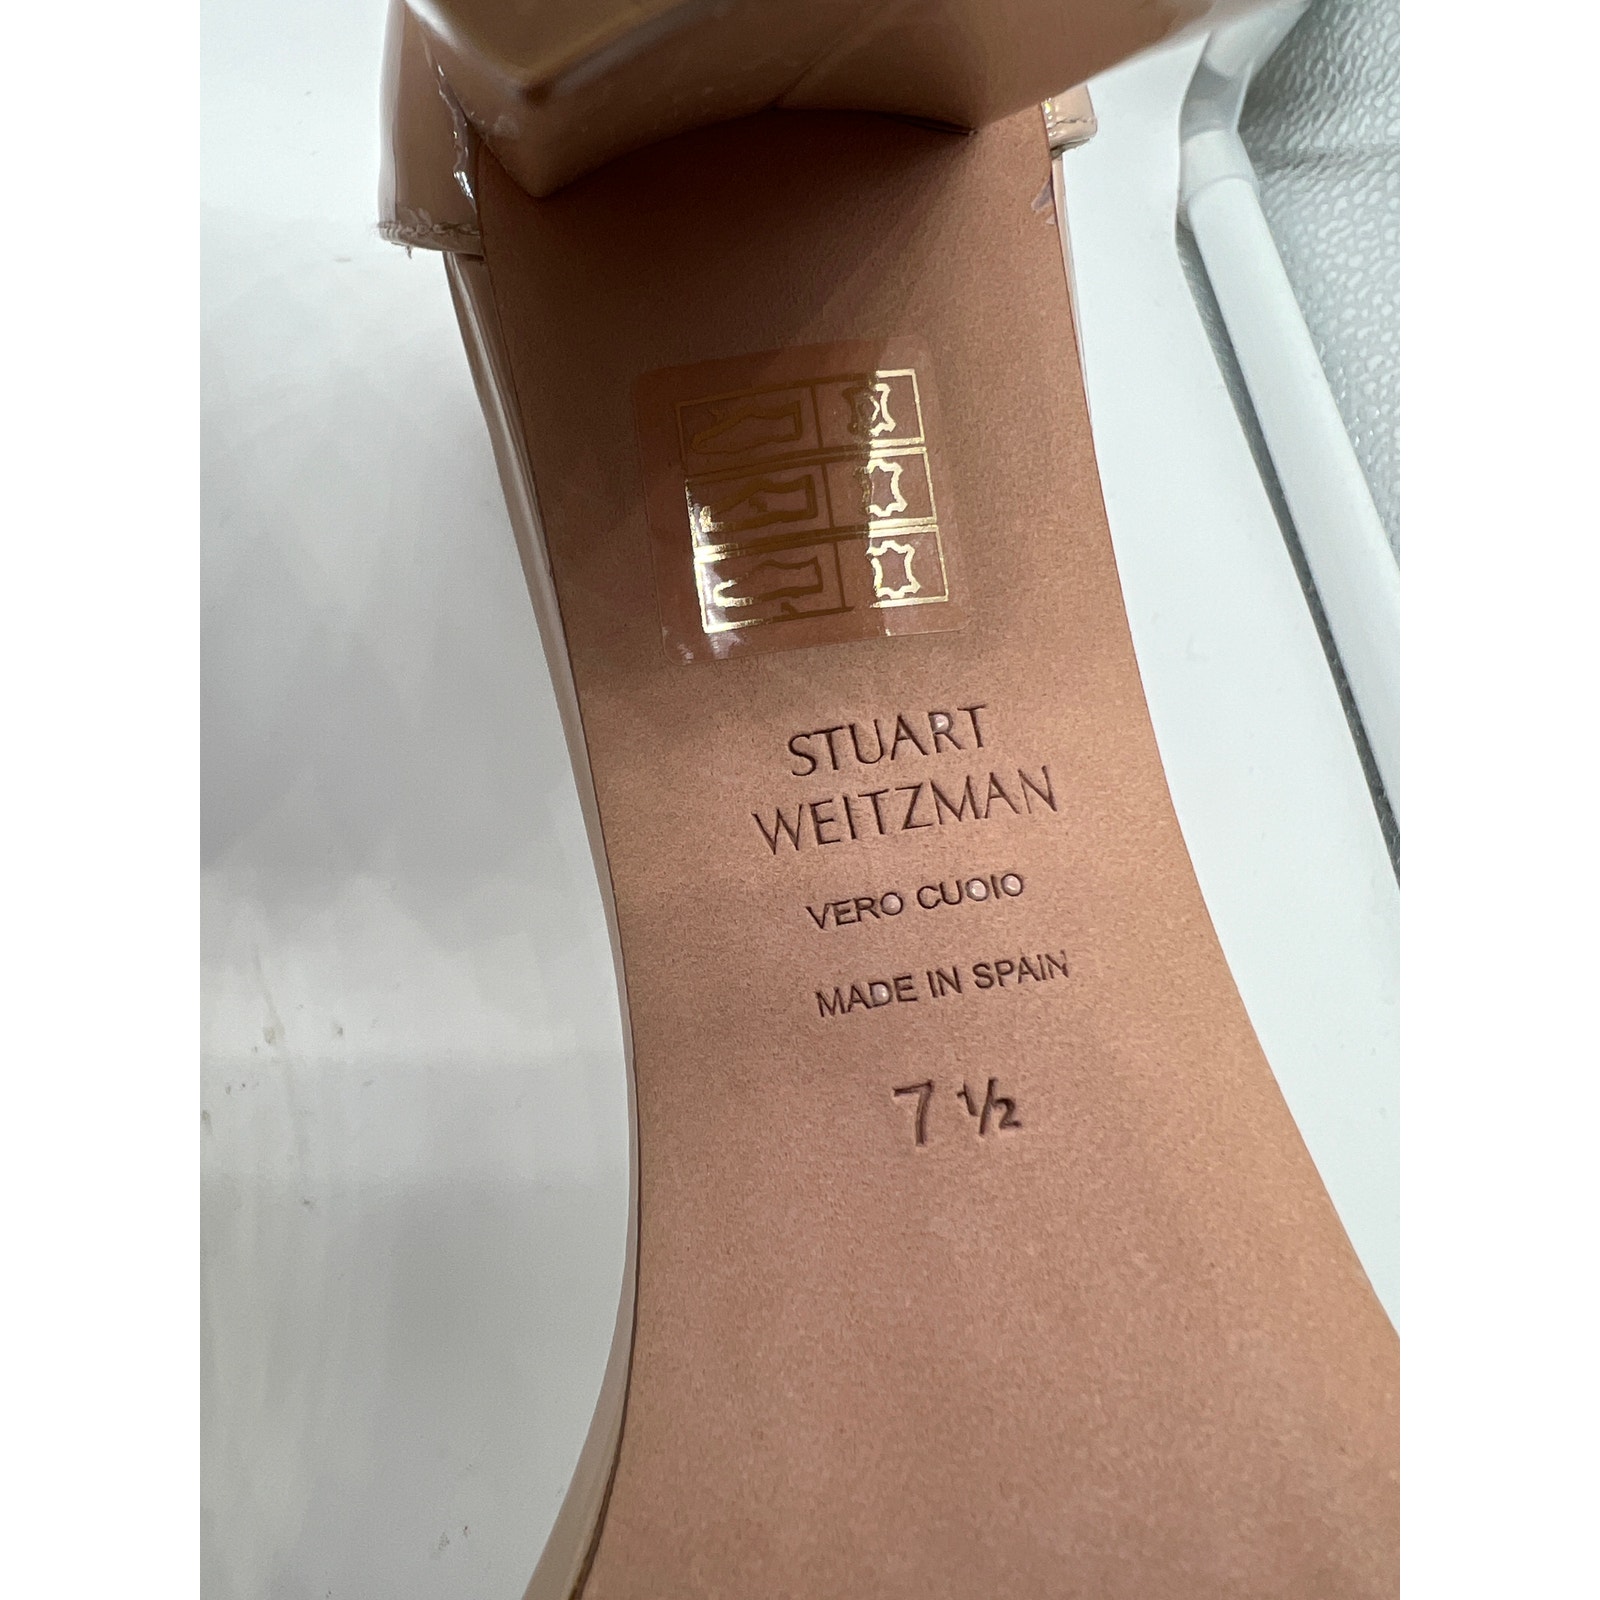 STUART
WEITZMAN
VERO CUOIO
MADE IN SPAIN
7 ½